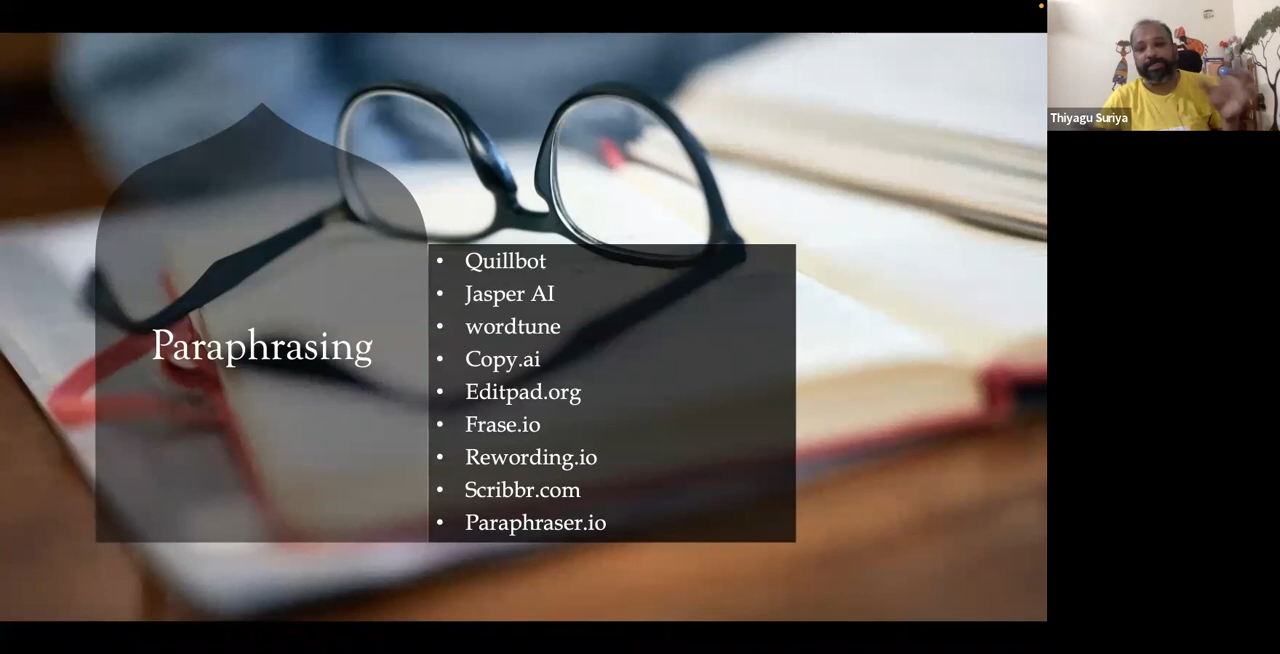 Thiyagu Suriya
Paraphrasing
• Quillbot
• Jasper AI
• wordtune
• Copy.ai
• Editpad.org
• Frase.io
• Rewording.io
• Scribbr.com
• Paraphraser.io